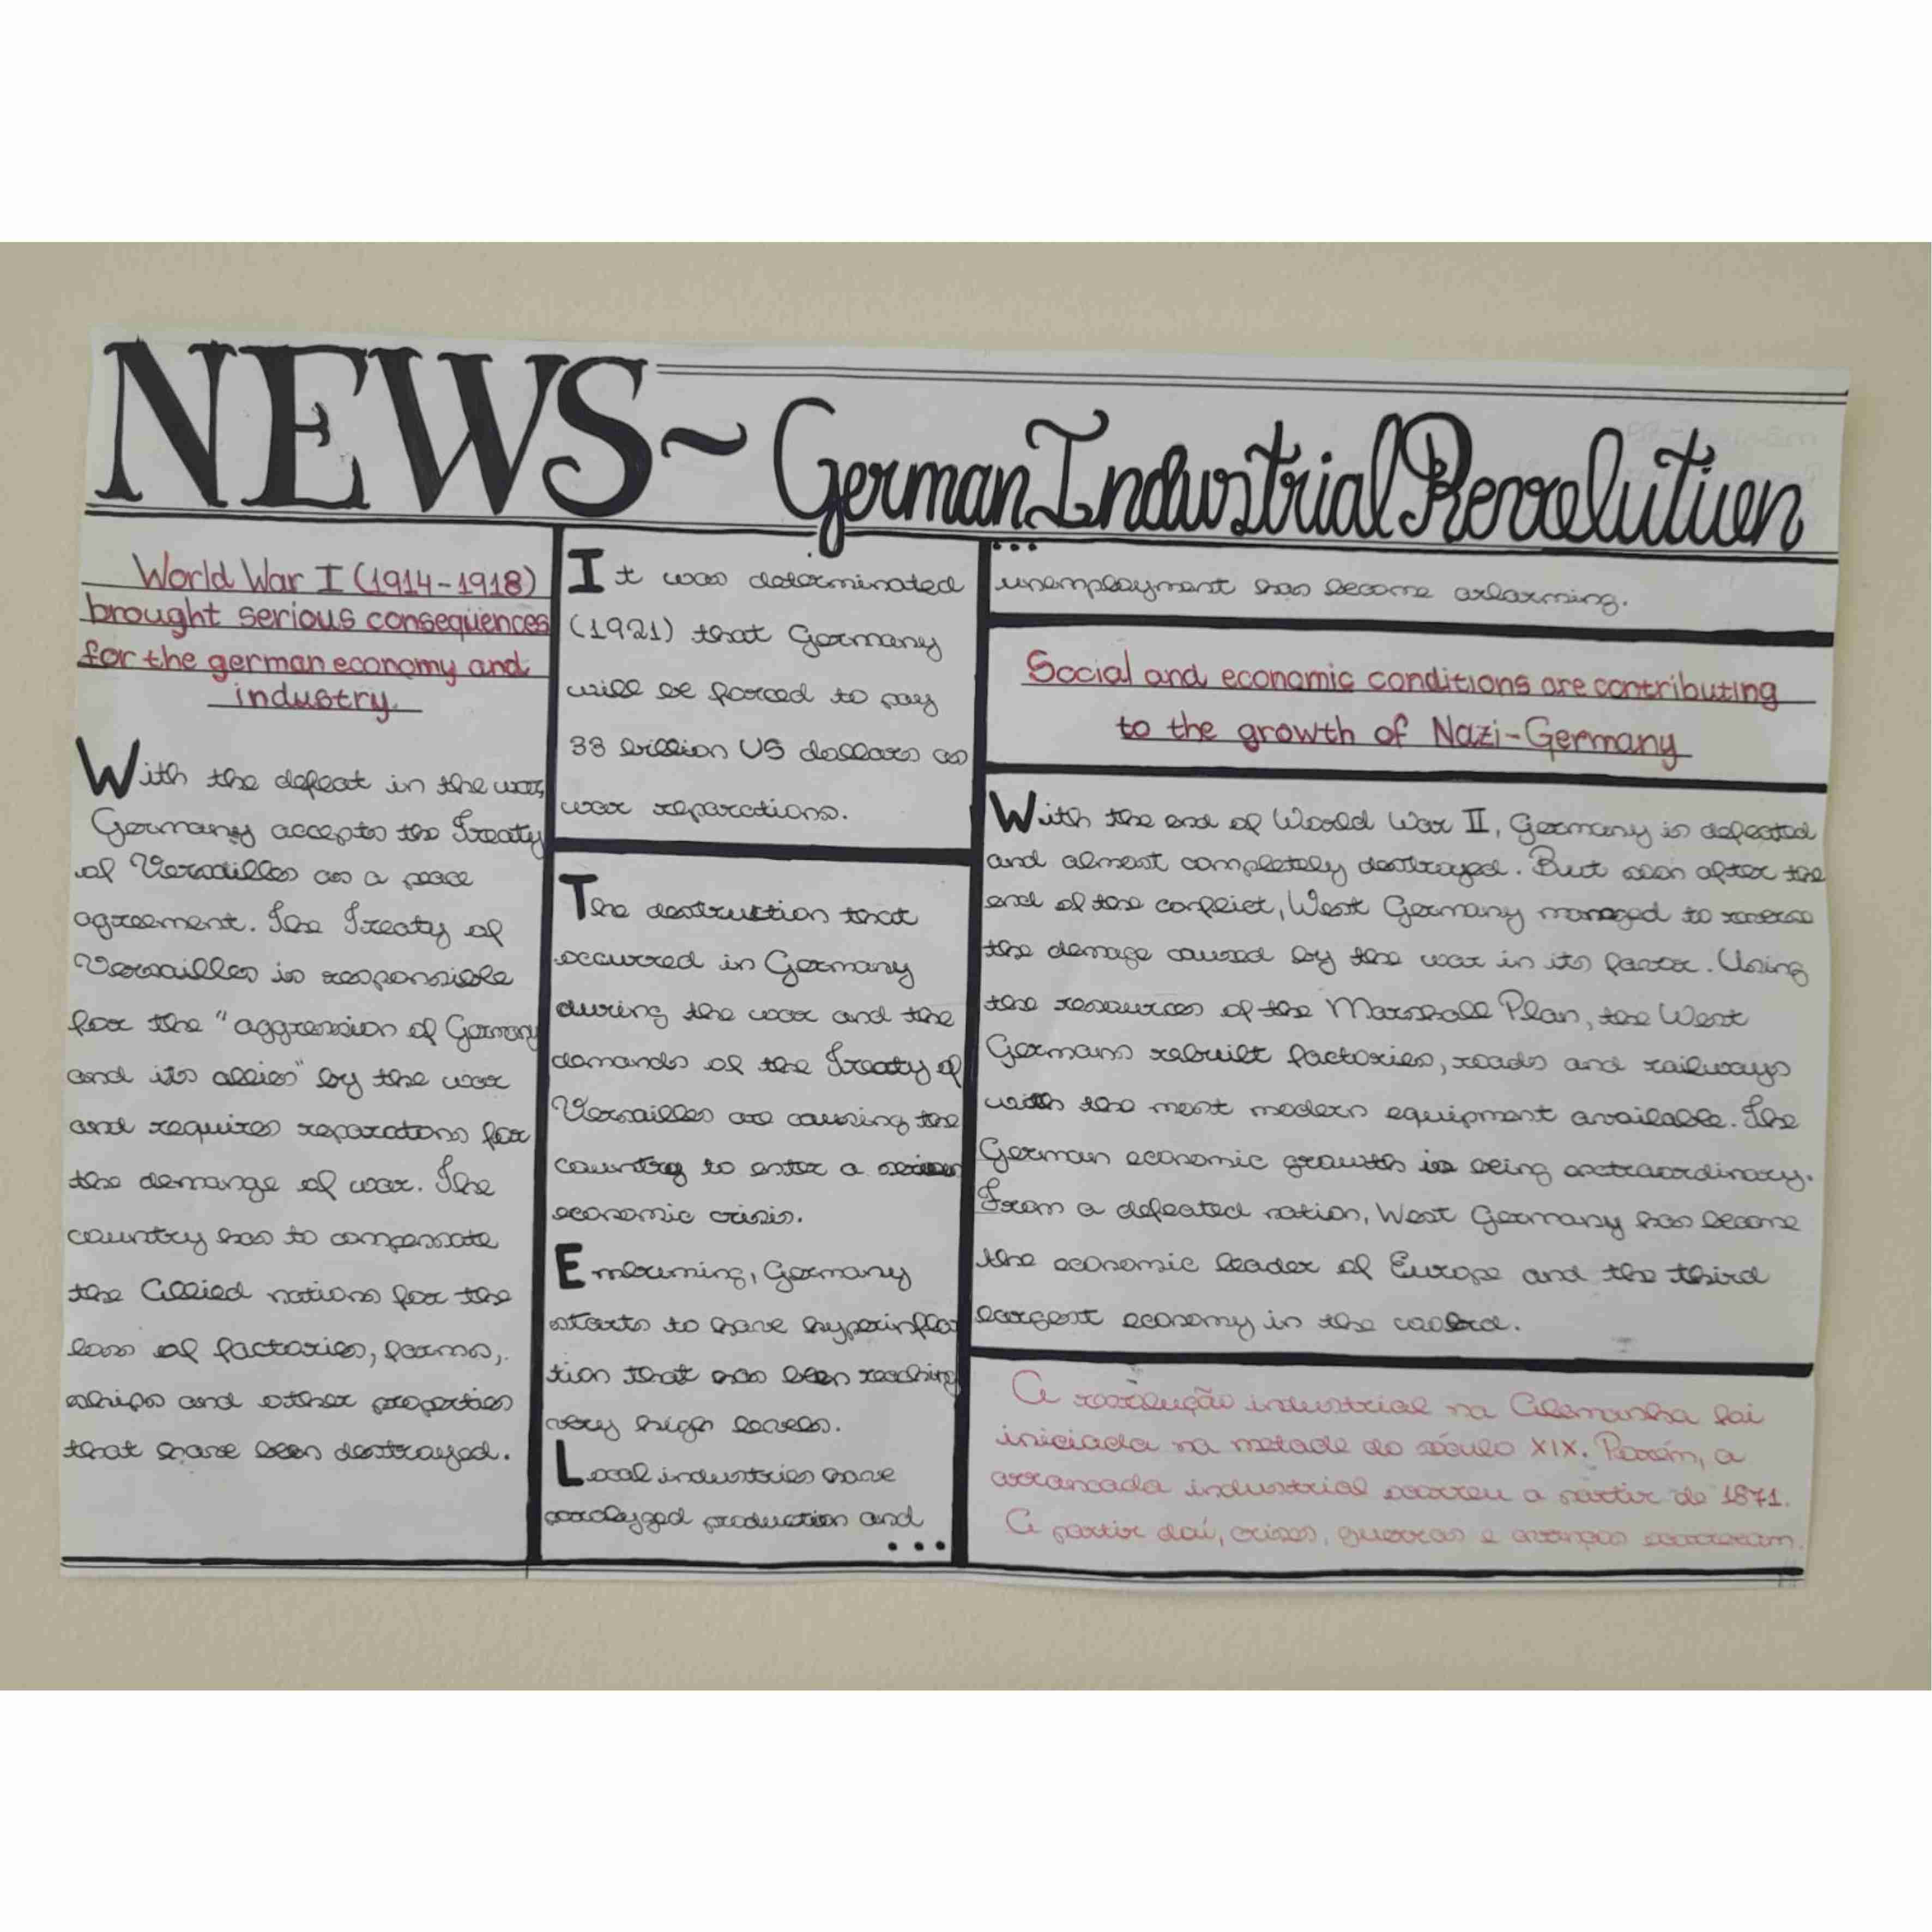 NEWS ~ German Industrial Revolution
World War I (1914-1918)
brought serious conseqüences
for the german economy and
industry.
With the defeat in the war,
Germany accepts the Treaty
of Versailles as a peace
agreement. The Treaty of
Versailles is responsible
for the "aggression of Germany
and its allies" by the war
and requires reparatons for
the demange of war. The
country has to compensate
the Allied nations for the
loss of factories, farms,
ships and other properties
that have been destroyed.
It was determinated
(1921) that Germany
will be forced to pay
33 billion US dollars as
war reparations.
The destruction that
occurred in Germany
during the war and the
demands of the Treaty of
Versailles are causing the
country to enter a serious
economic crisis.
Germany
starts to have hyperinfla
tion that has been reaching
very high levels.
Local industries have
paralyzed production and
...
...
unemployment has become arlarming.
Social and economic conditions are contributing
to the growth of Nazi-Germany
With the end of World War II, Germany is defeated
and almost completely destroyed. But soon after the
end of the conflict, West Germany managed to reverse
the demage caused by the war in its favor. Using
the resources of the Marshall Plan, the West
Germans rebuilt factories, roads and railways
with the most modern equipment available. The
German economic growth is being extraordinary.
From a defeated nation, West Germany has become
the economic leader of Europe and the third
largest economy in the world.
A revolução industrial na Alemanha foi
iniciada na metade do século XIX. Porém, a
arrancada industrial ocorreu a partir de 1871.
A partir daí, crises, guerras e avanços ocorreram.